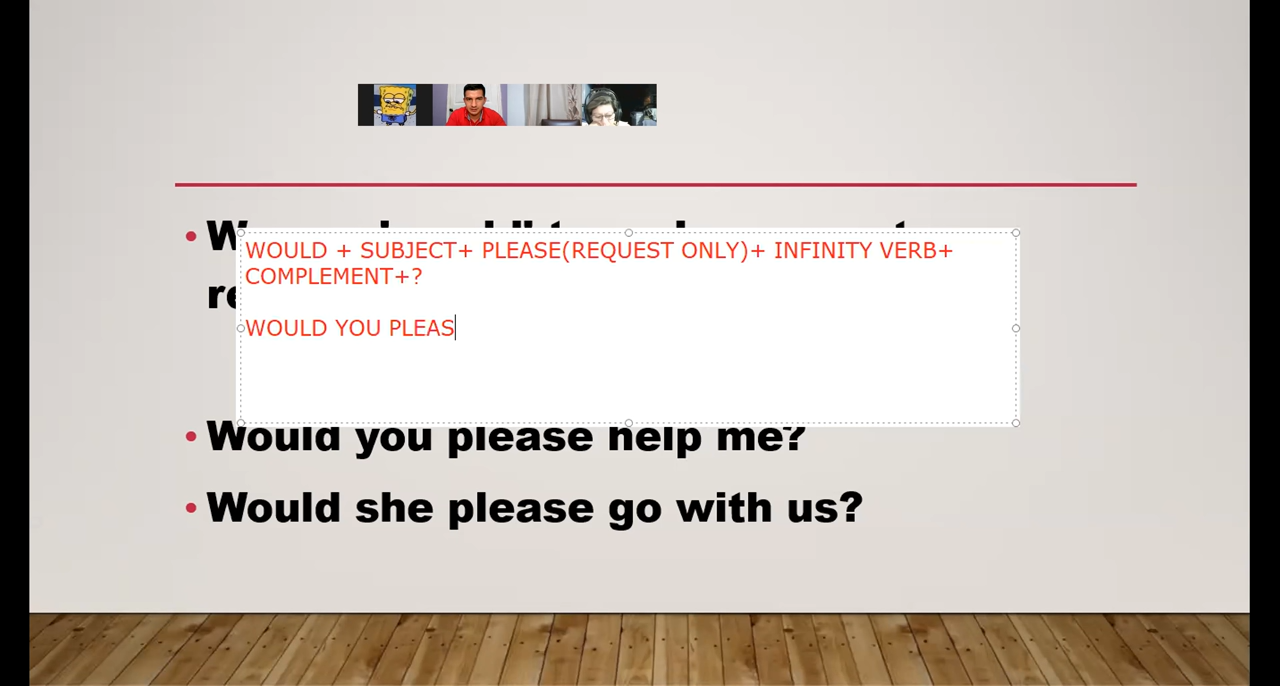 WOULD + SUBJECT+ PLEASE(REQUEST ONLY)+ INFINITY VERB+
COMPLEMENT+?
WOULD YOU PLEAS
• Would you please help me?
• Would she please go with us?